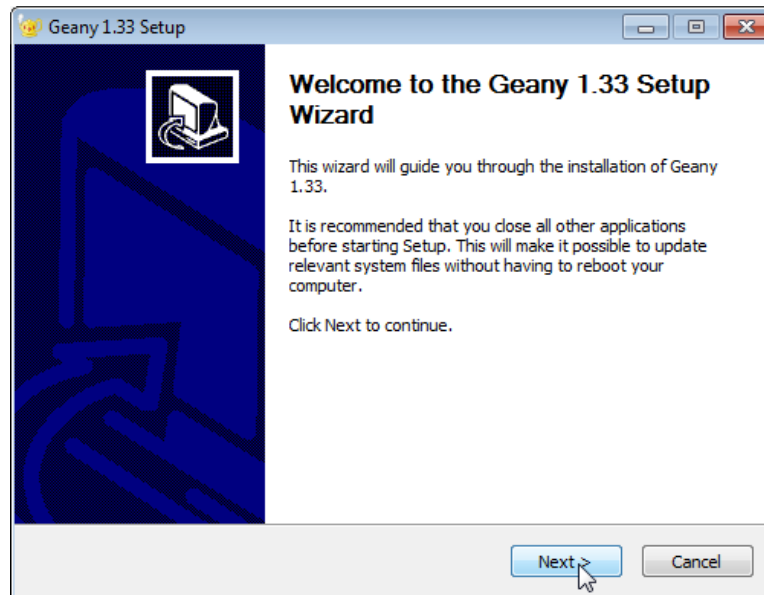 Geany 1.33 Setup
Welcome to the Geany 1.33 Setup
Wizard
This wizard will guide you through the installation of Geany
1.33.
It is recommended that you close all other applications
before starting Setup. This will make it possible to update
relevant system files without having to reboot your
computer.
Click Next to continue.
Next >
Cancel